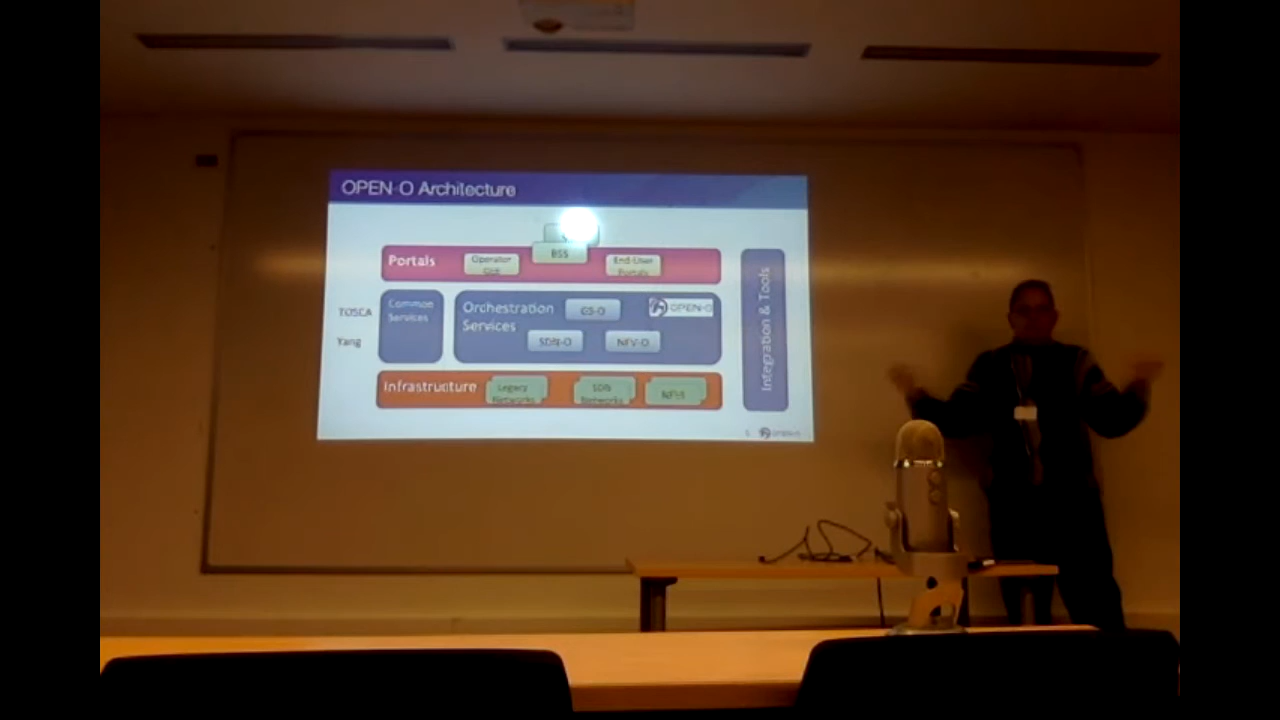 OPEN-O Architecture
BSS
Portals
Operator
End-User
Portals
TOSCA
Yang
Common
Services
Orchestration
Services
GS-O
OPEN-O
SDN-O
NFV-O
Infrastructure
Legacy
Networks
SDN
Networks
NFVI
Integration & Tools
OPEN-O